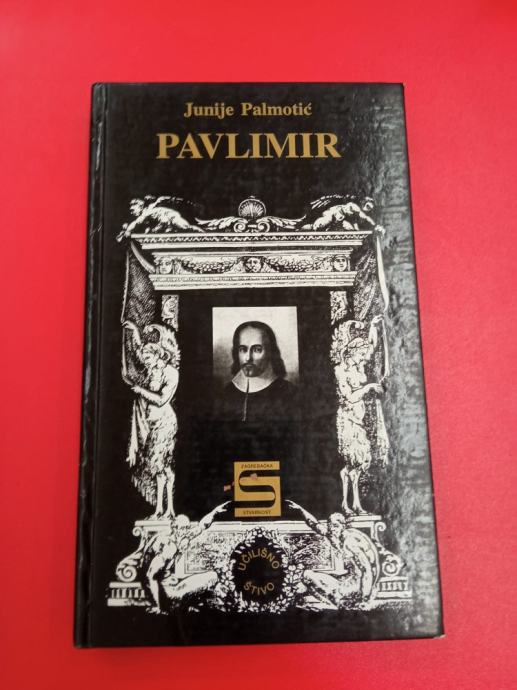 Junije Palmotić
PAVLIMIR
ZAGREBAČKA
S
STVARNOST
UČILIŠNO
ŠTIVO